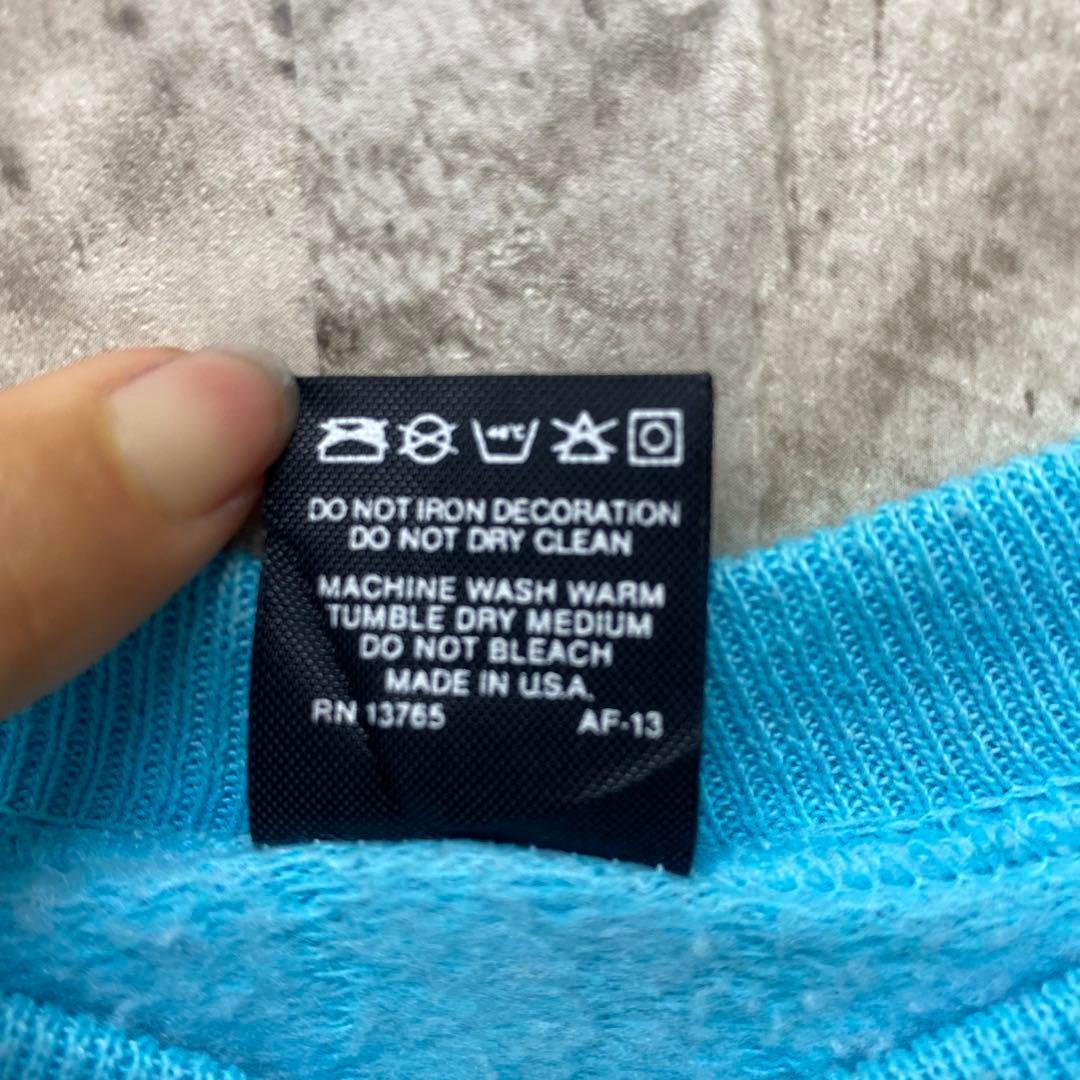 DO NOT IRON DECORATION
DO NOT DRY CLEAN
MACHINE WASH WARM
TUMBLE DRY MEDIUM
DO NOT BLEACH
MADE IN U.S.A.
RN 13765 AF-13